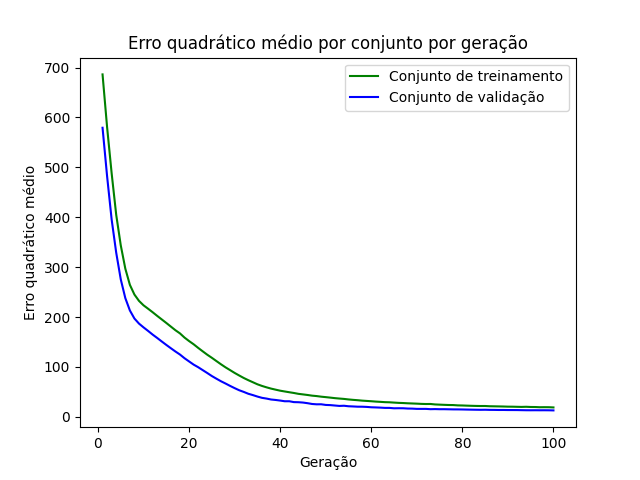 Erro quadrático médio por conjunto por geração
Conjunto de treinamento
Conjunto de validação
700
600
500
400
300
200
100
0
Erro quadrático médio
0 20 40 60 80 100
Geração